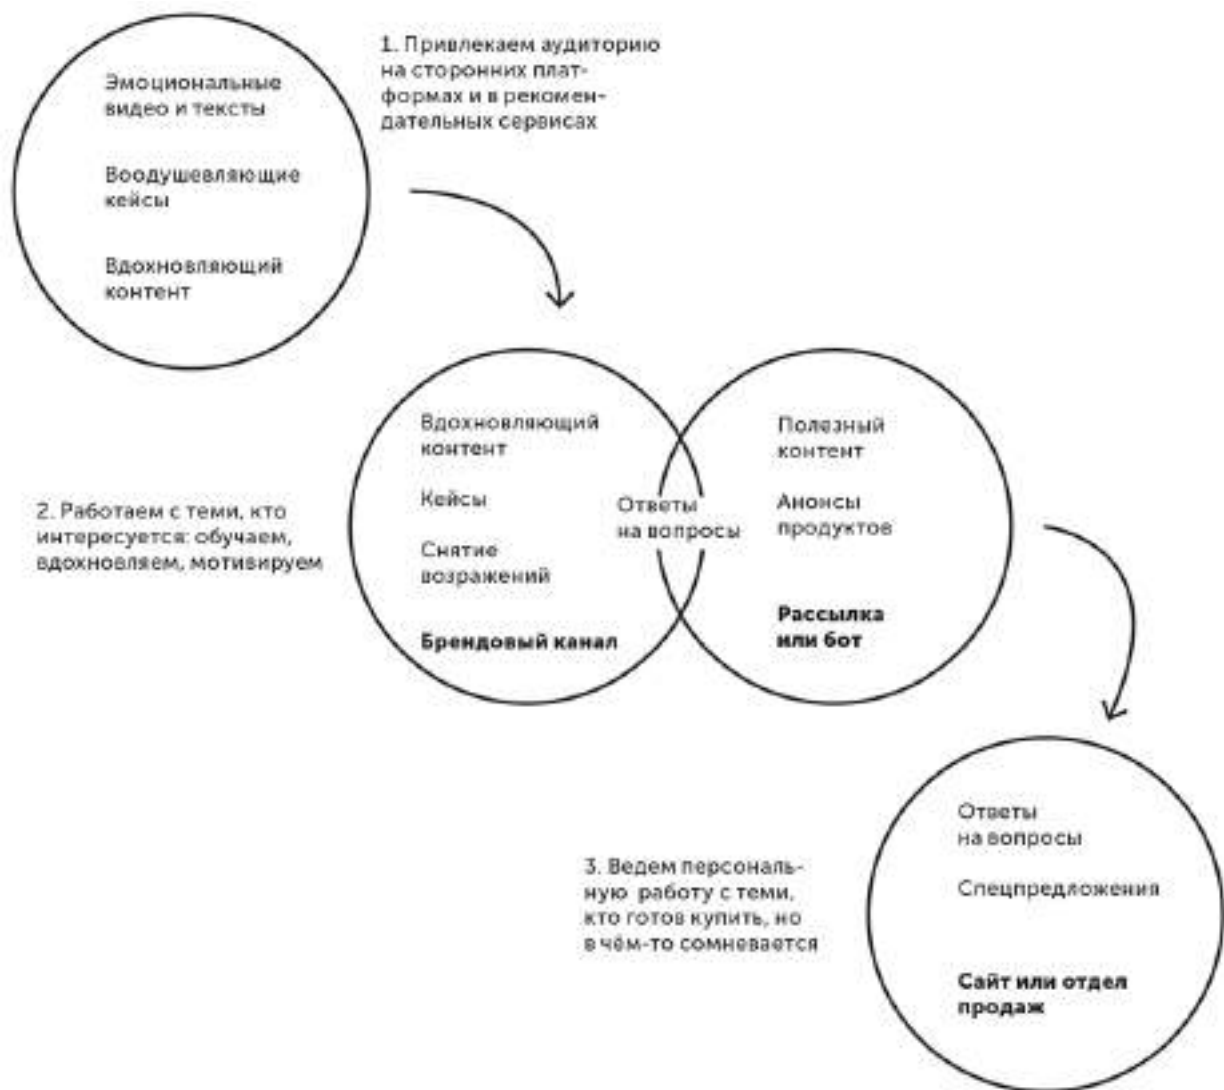 Эмоциональные
видео и тексты
Воодушевляющие
кейсы
Вдохновляющий
контент
1. Привлекаем аудиторию
на сторонних плат-
формах и в рекомен-
дательных сервисах
2. Работаем с теми, кто
интересуется: обучаем,
вдохновляем, мотивируем
Вдохновляющий
контент
Кейсы
Снятие
возражений
Брендовый канал
Ответы
на вопросы
Полезный
контент
Анонсы
продуктов
Рассылка
или бот
3. Ведем персональ-
ную работу с теми,
кто готов купить, но
в чём-то сомневается
Ответы
на вопросы
Спецпредложения
Сайт или отдел
продаж